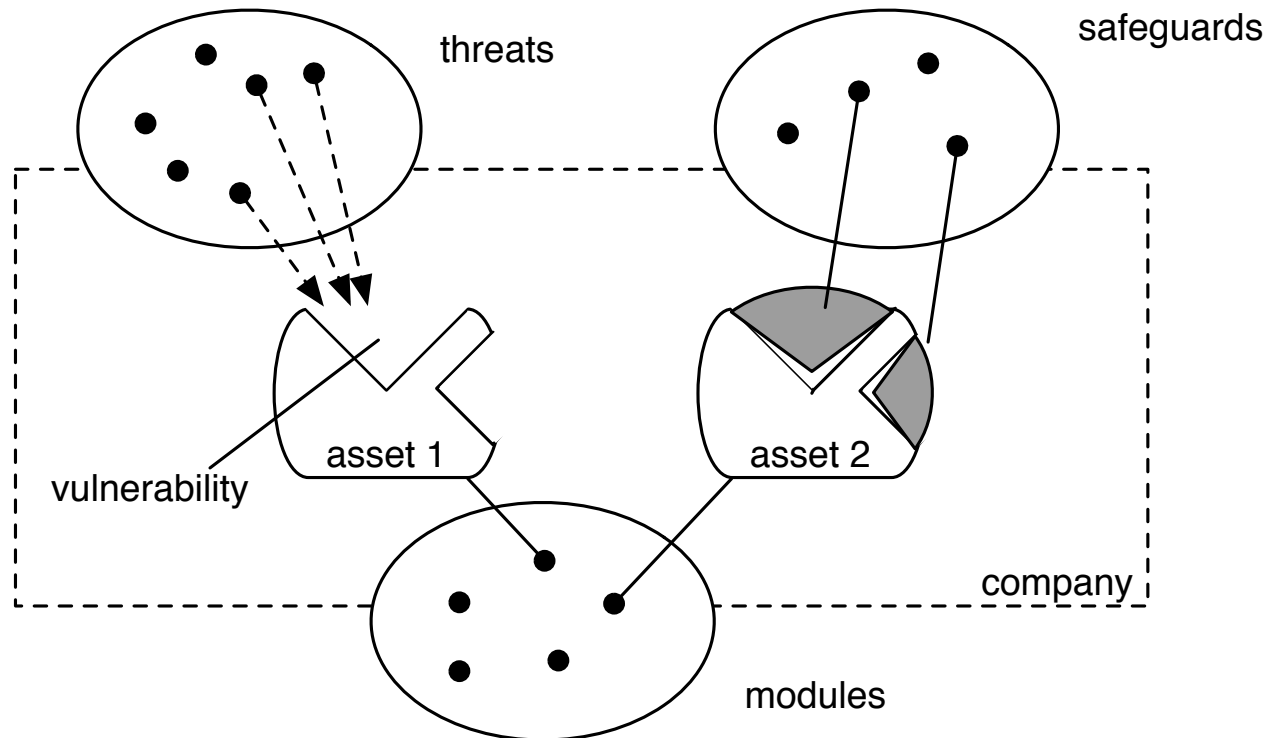 threats
safeguards
asset 1
asset 2
vulnerability
company
modules